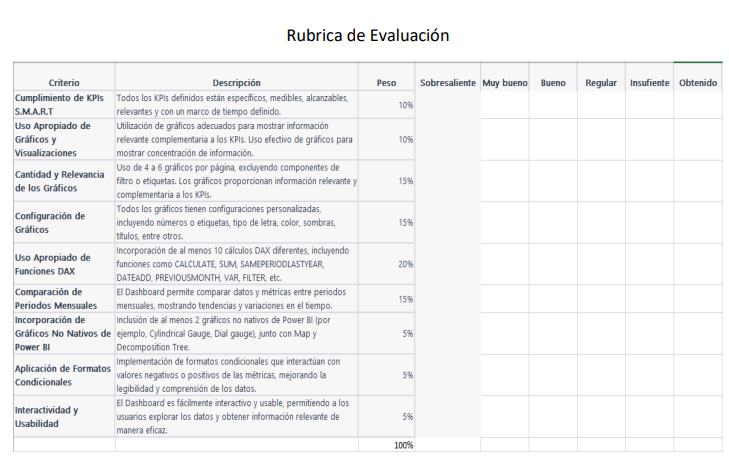 Rubrica de Evaluación
Criterio Descripción Peso Sobresaliente Muy bueno Bueno Regular Insufiente Obtenido
Cumplimiento de KPIs
S.M.A.R.T
Todos los KPIs definidos están específicos, medibles, alcanzables,
relevantes y con un marco de tiempo definido.
10%
Uso Apropiado de
Gráficos y
Visualizaciones
Utilización de gráficos adecuados para mostrar información
relevante complementaria a los KPIs. Uso efectivo de gráficos para
mostrar concentración de información.
10%
Cantidad y Relevancia
de los Gráficos
Uso de 4 a 6 gráficos por página, excluyendo componentes de
filtro o etiquetas. Los gráficos proporcionan información relevante y
complementaria a los KPIs.
15%
Configuración de
Gráficos
Todos los gráficos tienen configuraciones personalizadas,
incluyendo números o etiquetas, tipo de letra, color, sombras,
títulos, entre otros.
15%
Uso Apropiado de
Funciones DAX
Incorporación de al menos 10 cálculos DAX diferentes, incluyendo
funciones como CALCULATE, SUM, SAMEPERIODLASTYEAR,
DATEADD, PREVIOUSMONTH, VAR, FILTER, etc.
20%
Comparación de
Periodos Mensuales
El Dashboard permite comparar datos y métricas entre periodos
mensuales, mostrando tendencias y variaciones en el tiempo.
15%
Incorporación de
Gráficos No Nativos de
Power BI
Inclusión de al menos 2 gráficos no nativos de Power BI (por
ejemplo, Cylindrical Gauge, Dial gauge), junto con Map y
Decomposition Tree.
5%
Aplicación de Formatos
Condicionales
Implementación de formatos condicionales que interactúan con
valores negativos o positivos de las métricas, mejorando la
legibilidad y comprensión de los datos.
5%
Interactividad y
Usabilidad
El Dashboard es fácilmente interactivo y usable, permitiendo a los
usuarios explorar los datos y obtener información relevante de
manera eficaz.
5%
100%